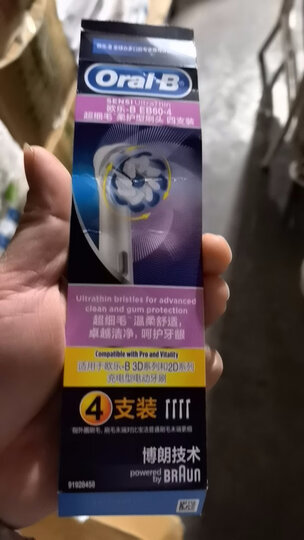 Oral-B
SENSI UltraThin
欧乐-B EB60-4
超细毛 柔护型刷头 四支装
Ultrathin bristles for advanced
clean and gum protection
超细毛 温柔舒适，
卓越洁净，呵护牙龈
Compatible with Pro and Vitality
适用于欧乐-B 3D系列和2D系列
充电型电动牙刷
4支装
博朗技术
powered by BRAUN
91928458